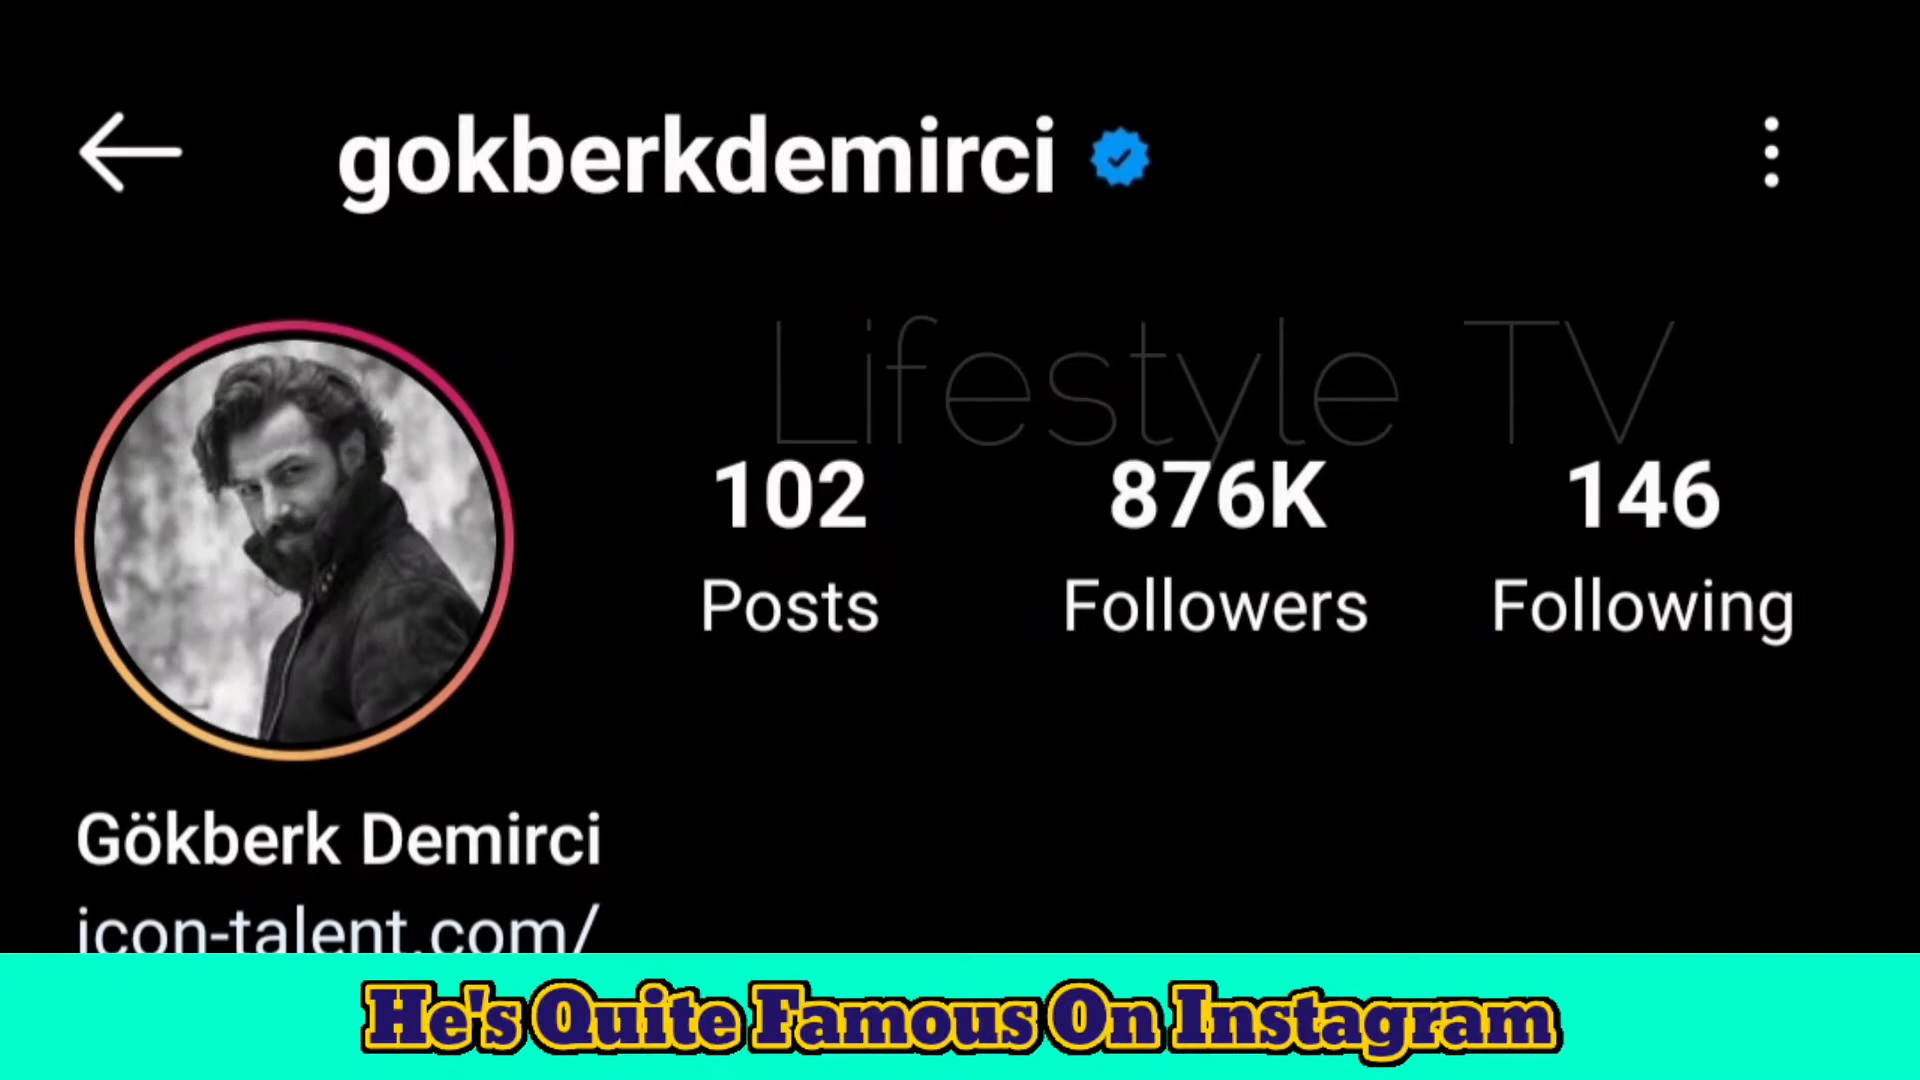 gokberkdemirci
Lifestyle TV
102 876K 146
Posts Followers Following
Gökberk Demirci
icon-talent.com/
He's Quite Famous On Instagram